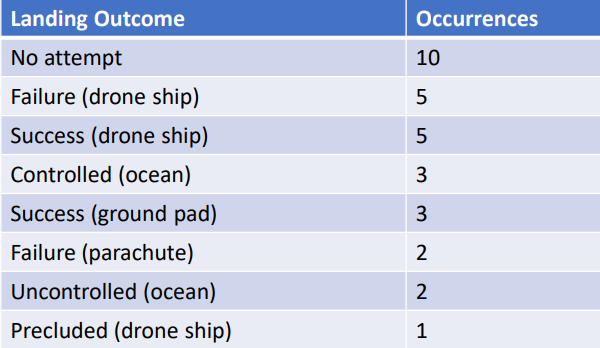 Landing Outcome Occurrences
No attempt 10
Failure (drone ship) 5
Success (drone ship) 5
Controlled (ocean) 3
Success (ground pad) 3
Failure (parachute) 2
Uncontrolled (ocean) 2
Precluded (drone ship) 1